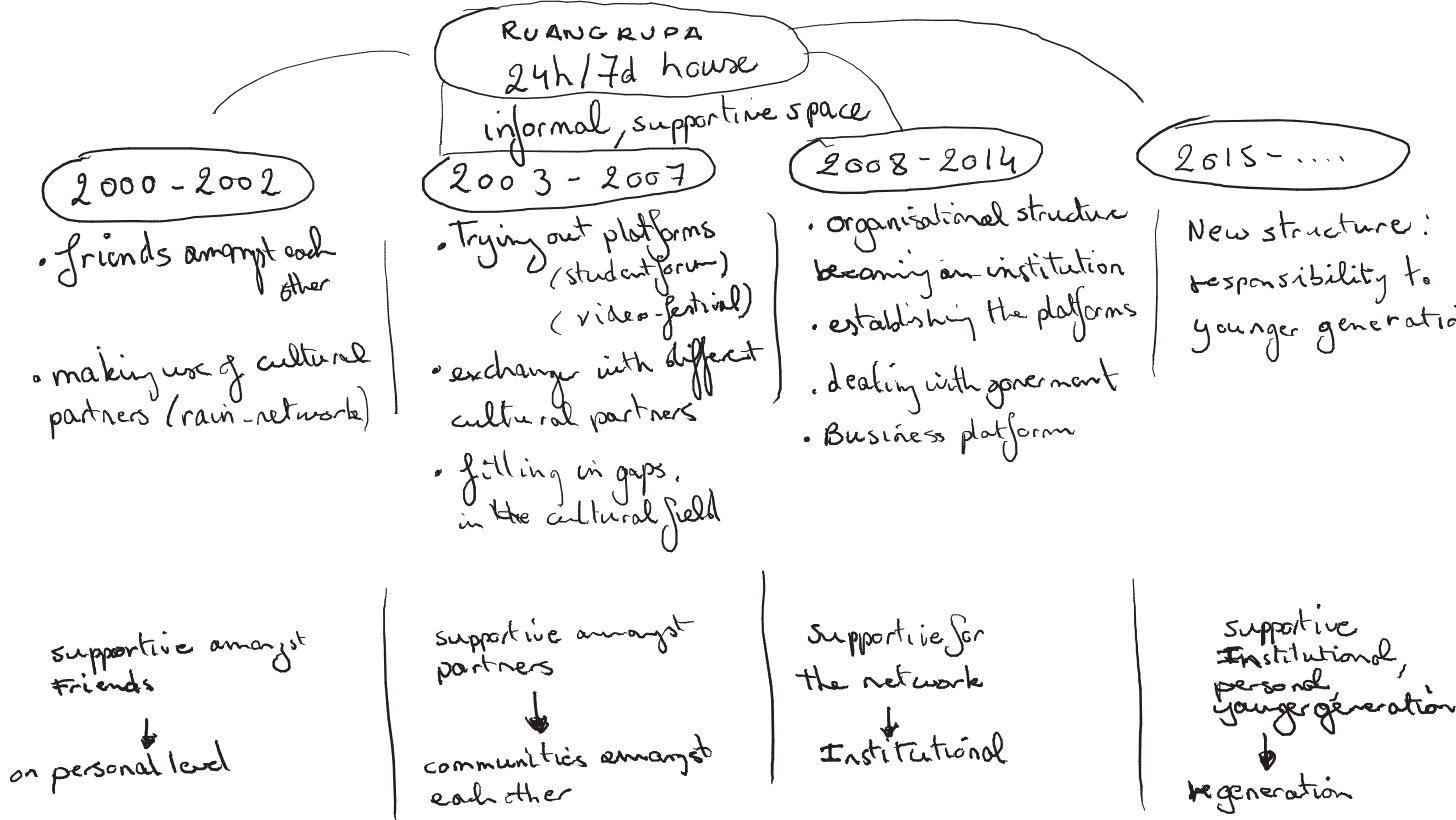 RUANGRUPA
24h/7d house
informal, supportive space
2000 - 2002
• friends amongst each
other
• making use of cultural
partners (rain-network)
supportive amongst
Friends
on personal level
2003 - 2007
• Trying out platforms
(student forum)
(video-festival)
• exchanges with different
cultural partners
• filling in gaps.
in the cultural field
supportive amongst
partners
communities amongst
each other
2008 - 2014
• organisational structure
becoming an institution
• establishing the platforms
• dealing with government
• Business platform
Supportive for
the network
Institutional
2015 - ....
New structure:
responsibility to
younger generatio
supportive
Institutional,
personal,
younger génération
regeneration